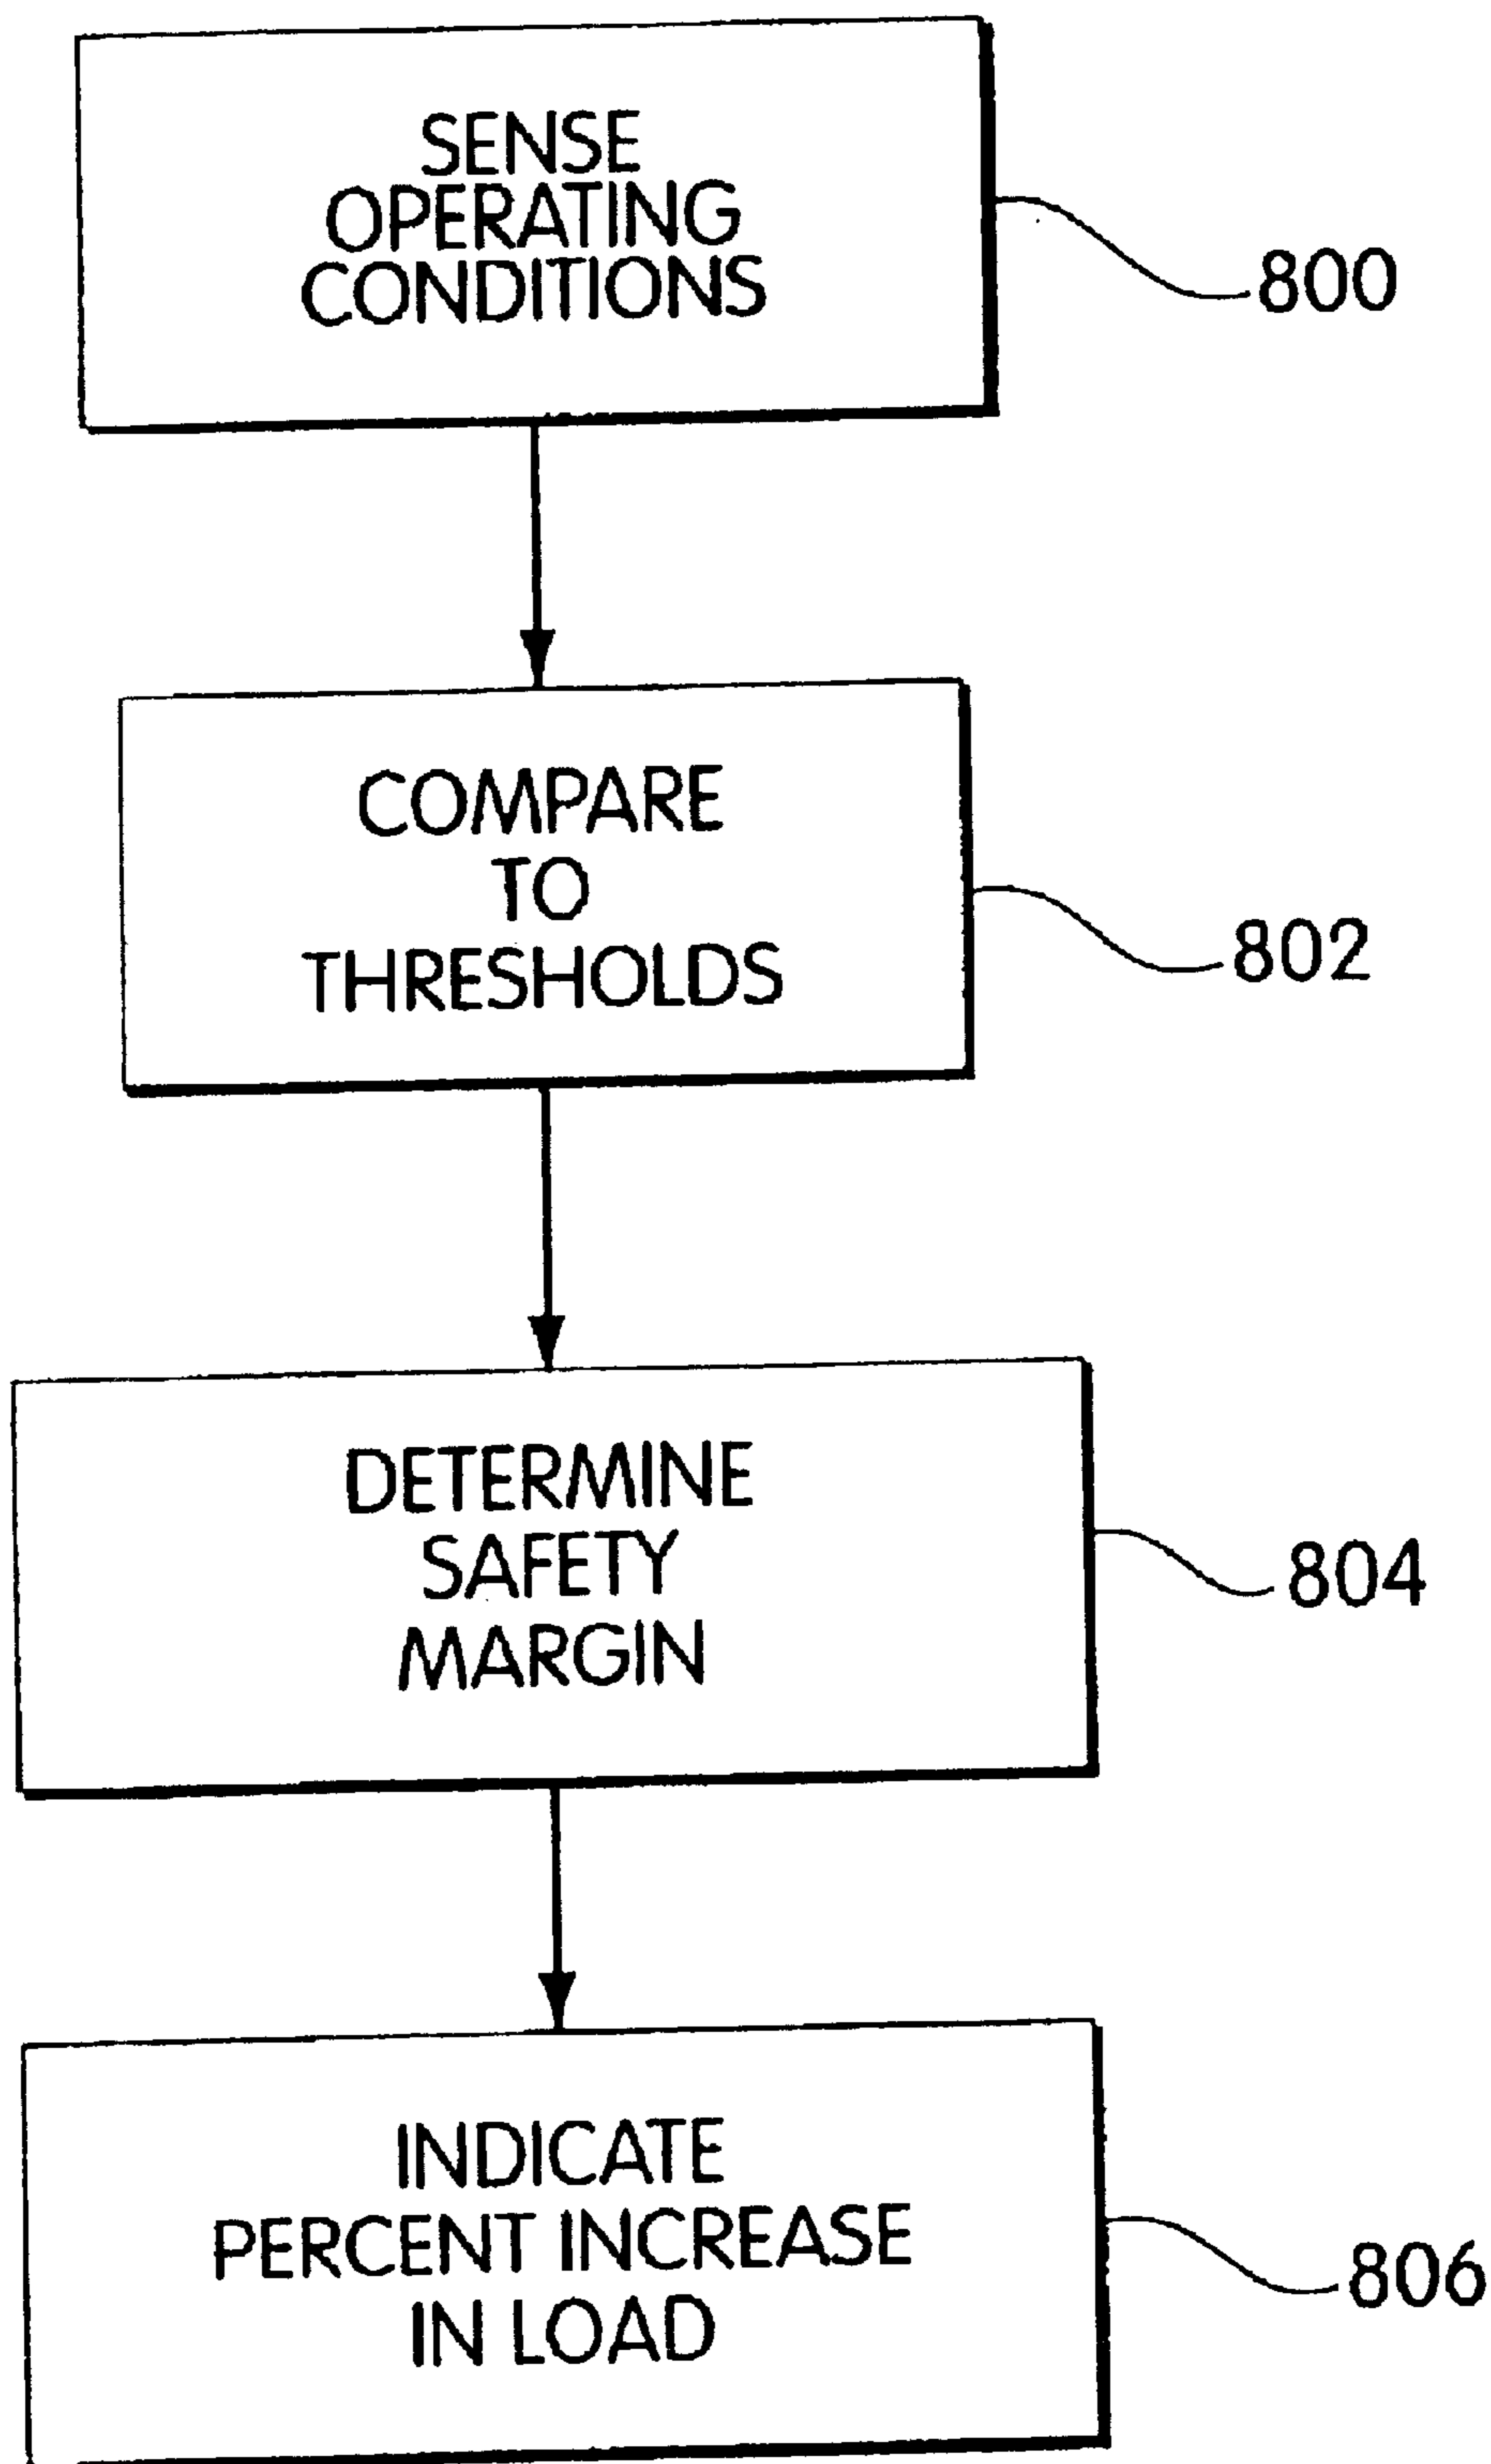 SENSE
OPERATING
CONDITIONS
800
COMPARE
TO
THRESHOLDS
802
DETERMINE
SAFETY
MARGIN
804
INDICATE
PERCENT INCREASE
IN LOAD
806